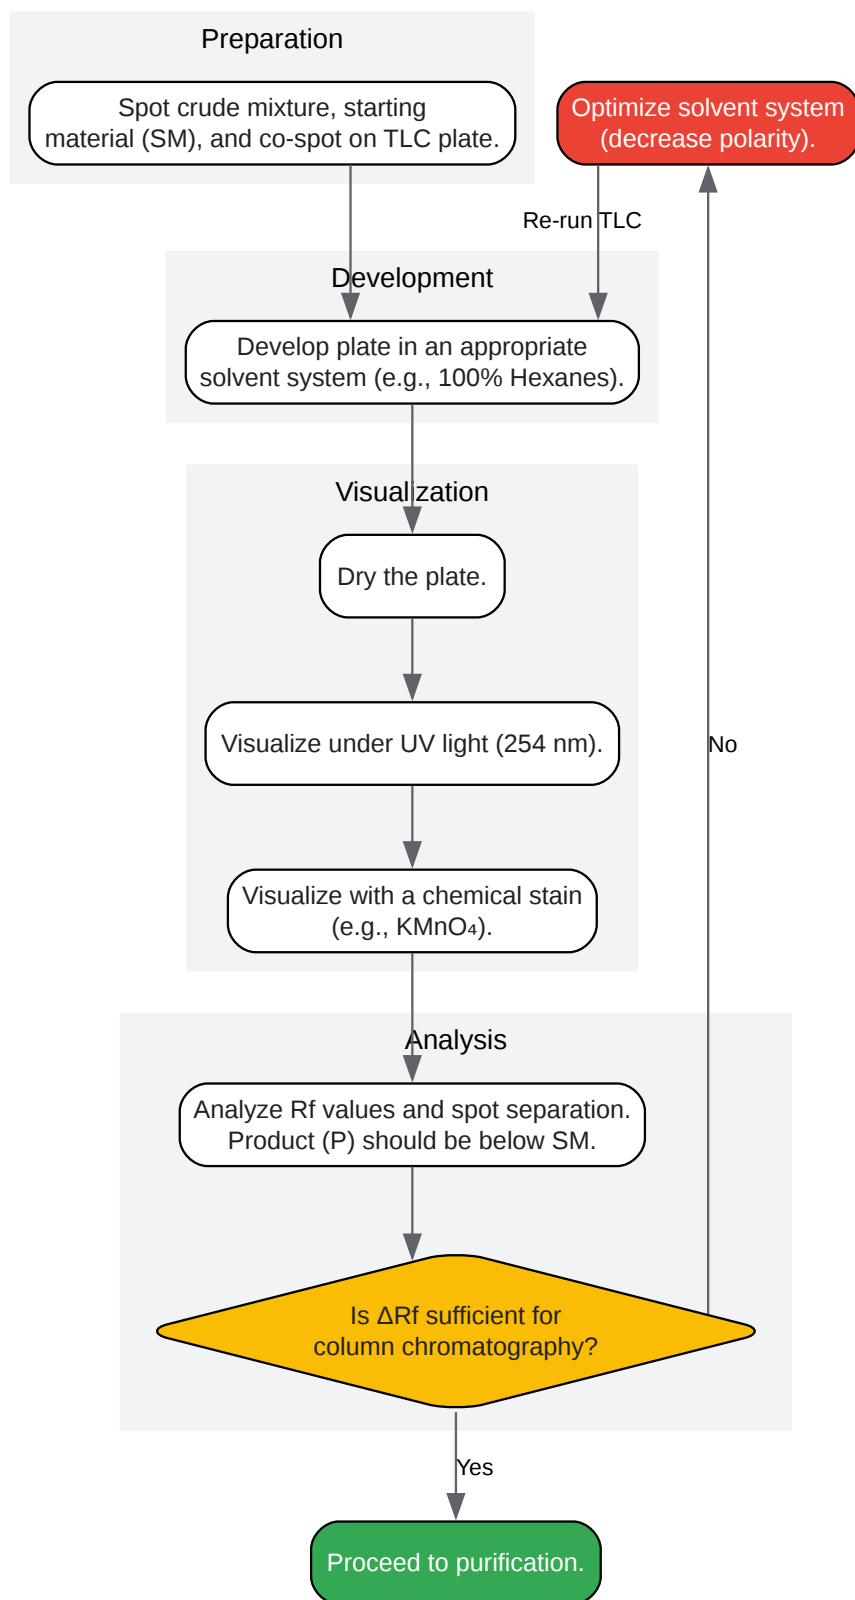 Preparation
Spot crude mixture, starting
material (SM), and co-spot on TLC plate.
Optimize solvent system
(decrease polarity).
Re-run TLC
Development
Develop plate in an appropriate
solvent system (e.g., 100% Hexanes).
Visualization
Dry the plate.
Visualize under UV light (254 nm).
No
Visualize with a chemical stain
(e.g., KMnO₄).
Analysis
Analyze Rf values and spot separation.
Product (P) should be below SM.
Is ΔRf sufficient for
column chromatography?
Yes
Proceed to purification.